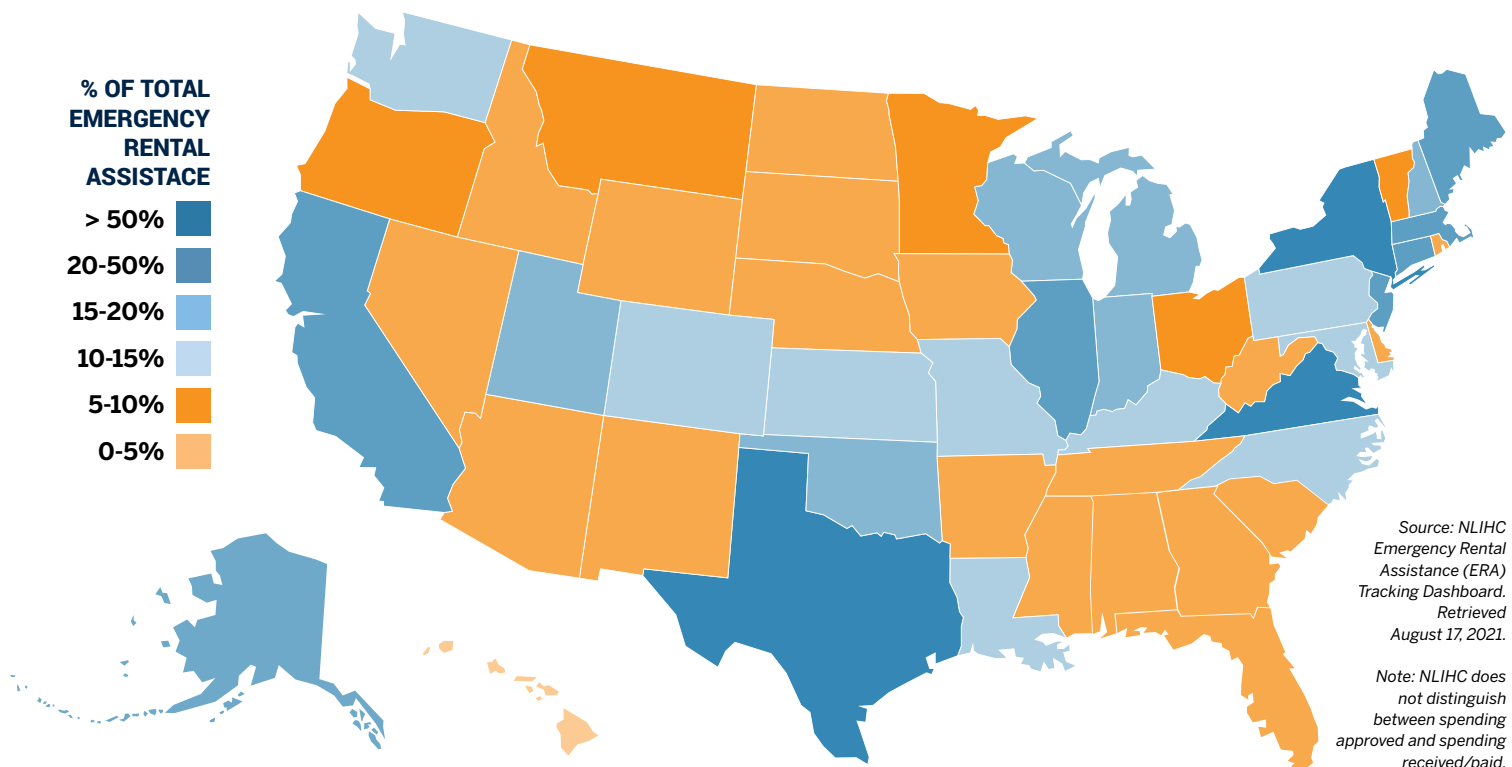 % OF TOTAL
EMERGENCY
RENTAL
ASSISTACE
> 50%
20-50%
15-20%
10-15%
5-10%
0-5%
Source: NLIHC
Emergency Rental
Assistance (ERA)
Tracking Dashboard.
Retrieved
August 17, 2021.
Note: NLIHC does
not distinguish
between spending
approved and spending
received/paid.